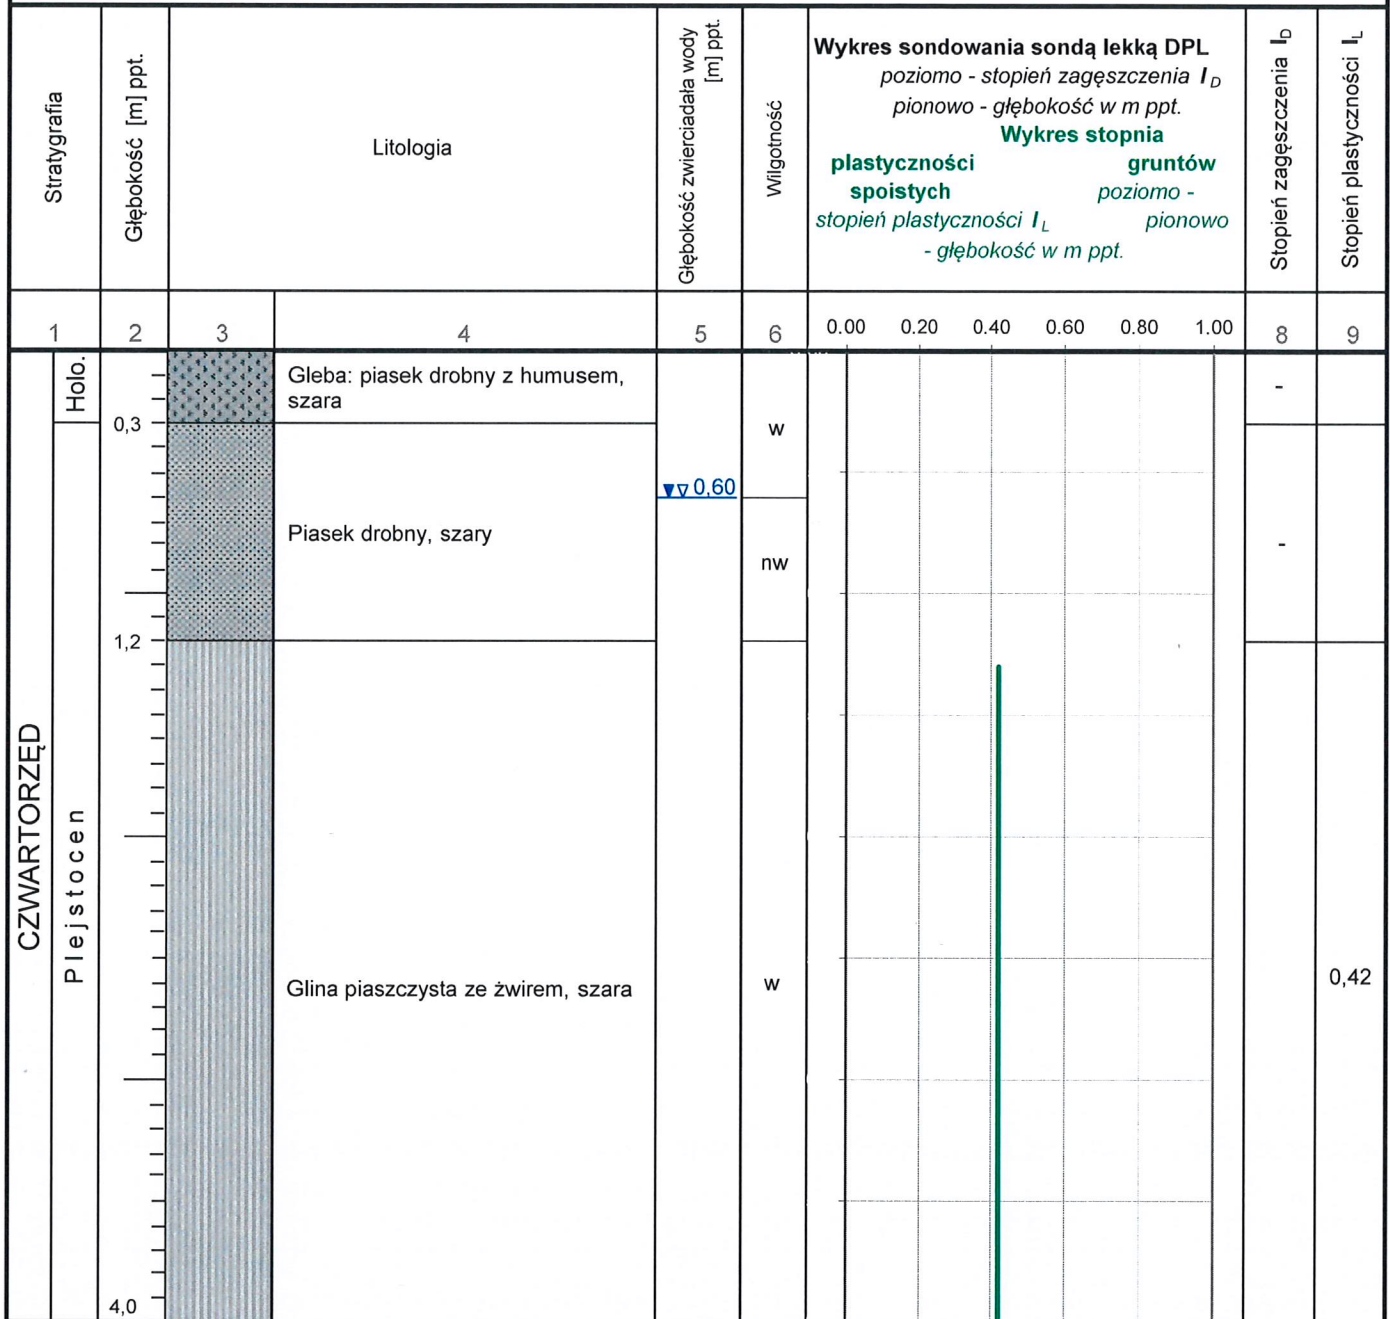 Stratygrafia
Głębokość [m] ppt.
Litologia
Głębokość zwierciadała wody
[m] ppt.
Wilgotność
Wykres sondowania sondą lekką DPL
poziomo - stopień zagęszczenia I D
pionowo - głębokość w m ppt.
Wykres stopnia
plastyczności gruntów
spoistych poziomo -
stopień plastyczności I L pionowo
- głębokość w m ppt.
Stopień zagęszczenia ID
Stopień plastyczności IL
1 2 3 4 5 6 0.00 0.20 0.40 0.60 0.80 1.00 8 9
Holo.
Gleba: piasek drobny z humusem,
szara
-
0,3
w
0,60
Piasek drobny, szary
-
nw
1,2
CZWARTORZĘD
Plejstocen
Glina piaszczysta ze żwirem, szara
w
0,42
4,0